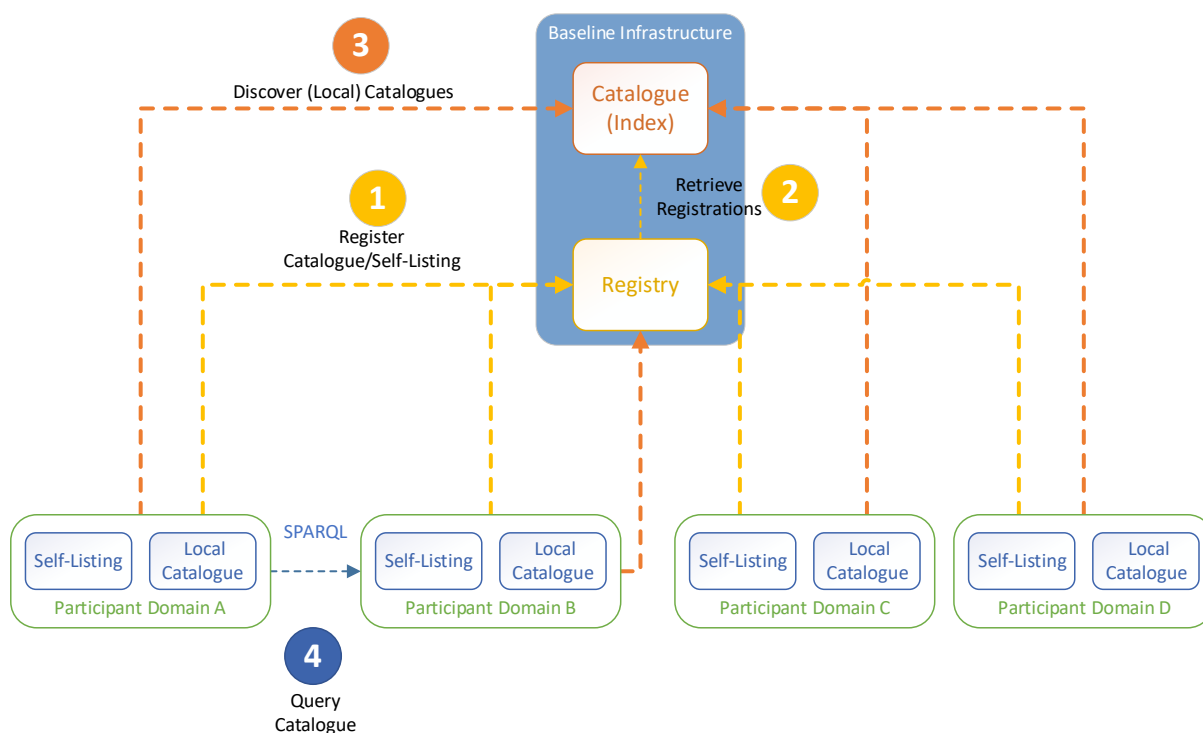 Baseline Infrastructure
3
Discover (Local) Catalogues
Catalogue
(Index)
1
Register
Catalogue/Self-Listing
Retrieve
Registrations
2
Registry
SPARQL
Self-Listing
Local
Catalogue
Participant Domain A
Self-Listing
Local
Catalogue
Participant Domain B
Self-Listing
Local
Catalogue
Participant Domain C
Self-Listing
Local
Catalogue
Participant Domain D
4
Query
Catalogue